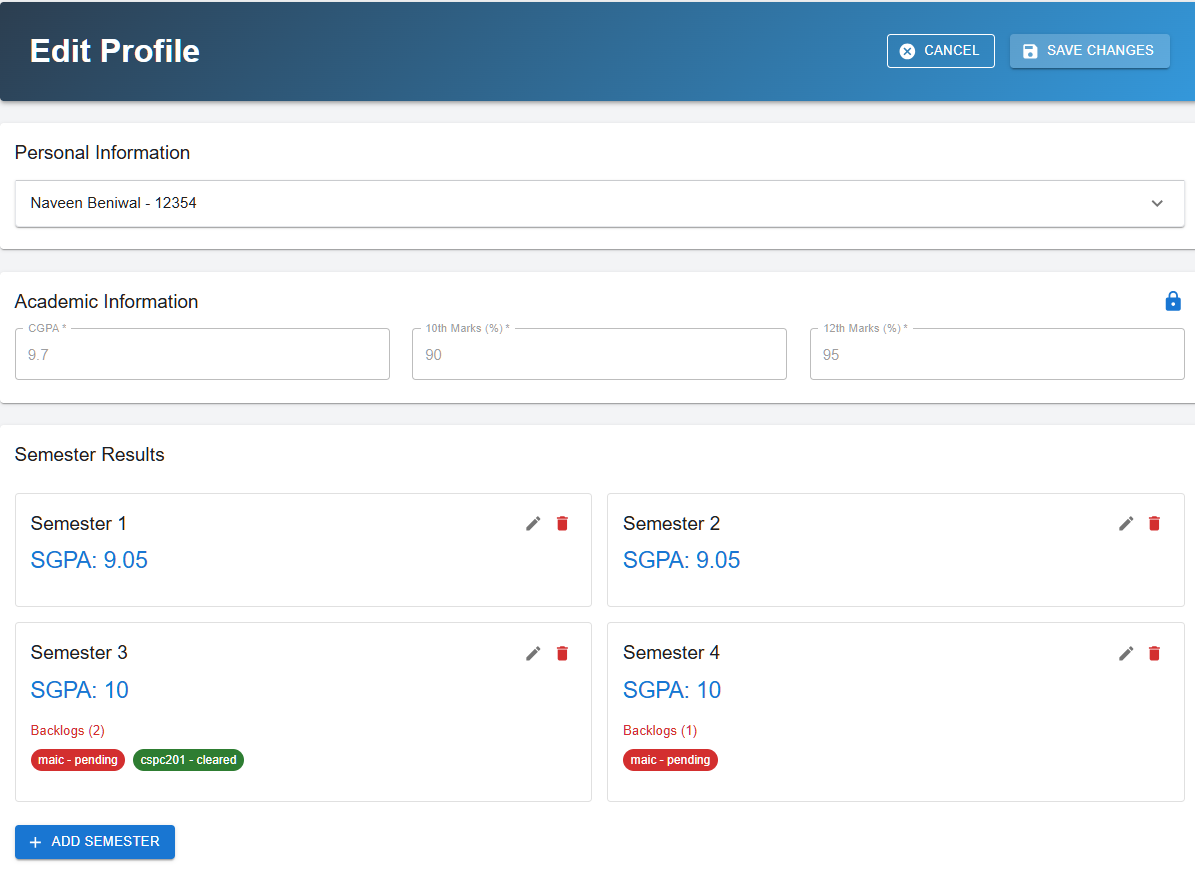 Edit Profile
CANCEL
SAVE CHANGES
Personal Information
Naveen Beniwal - 12354
Academic Information
CGPA *
9.7
10th Marks (%) *
90
12th Marks (%) *
95
Semester Results
Semester 1
SGPA: 9.05
Semester 2
SGPA: 9.05
Semester 3
SGPA: 10
Backlogs (2)
maic - pending
cspc201 - cleared
Semester 4
SGPA: 10
Backlogs (1)
maic - pending
ADD SEMESTER